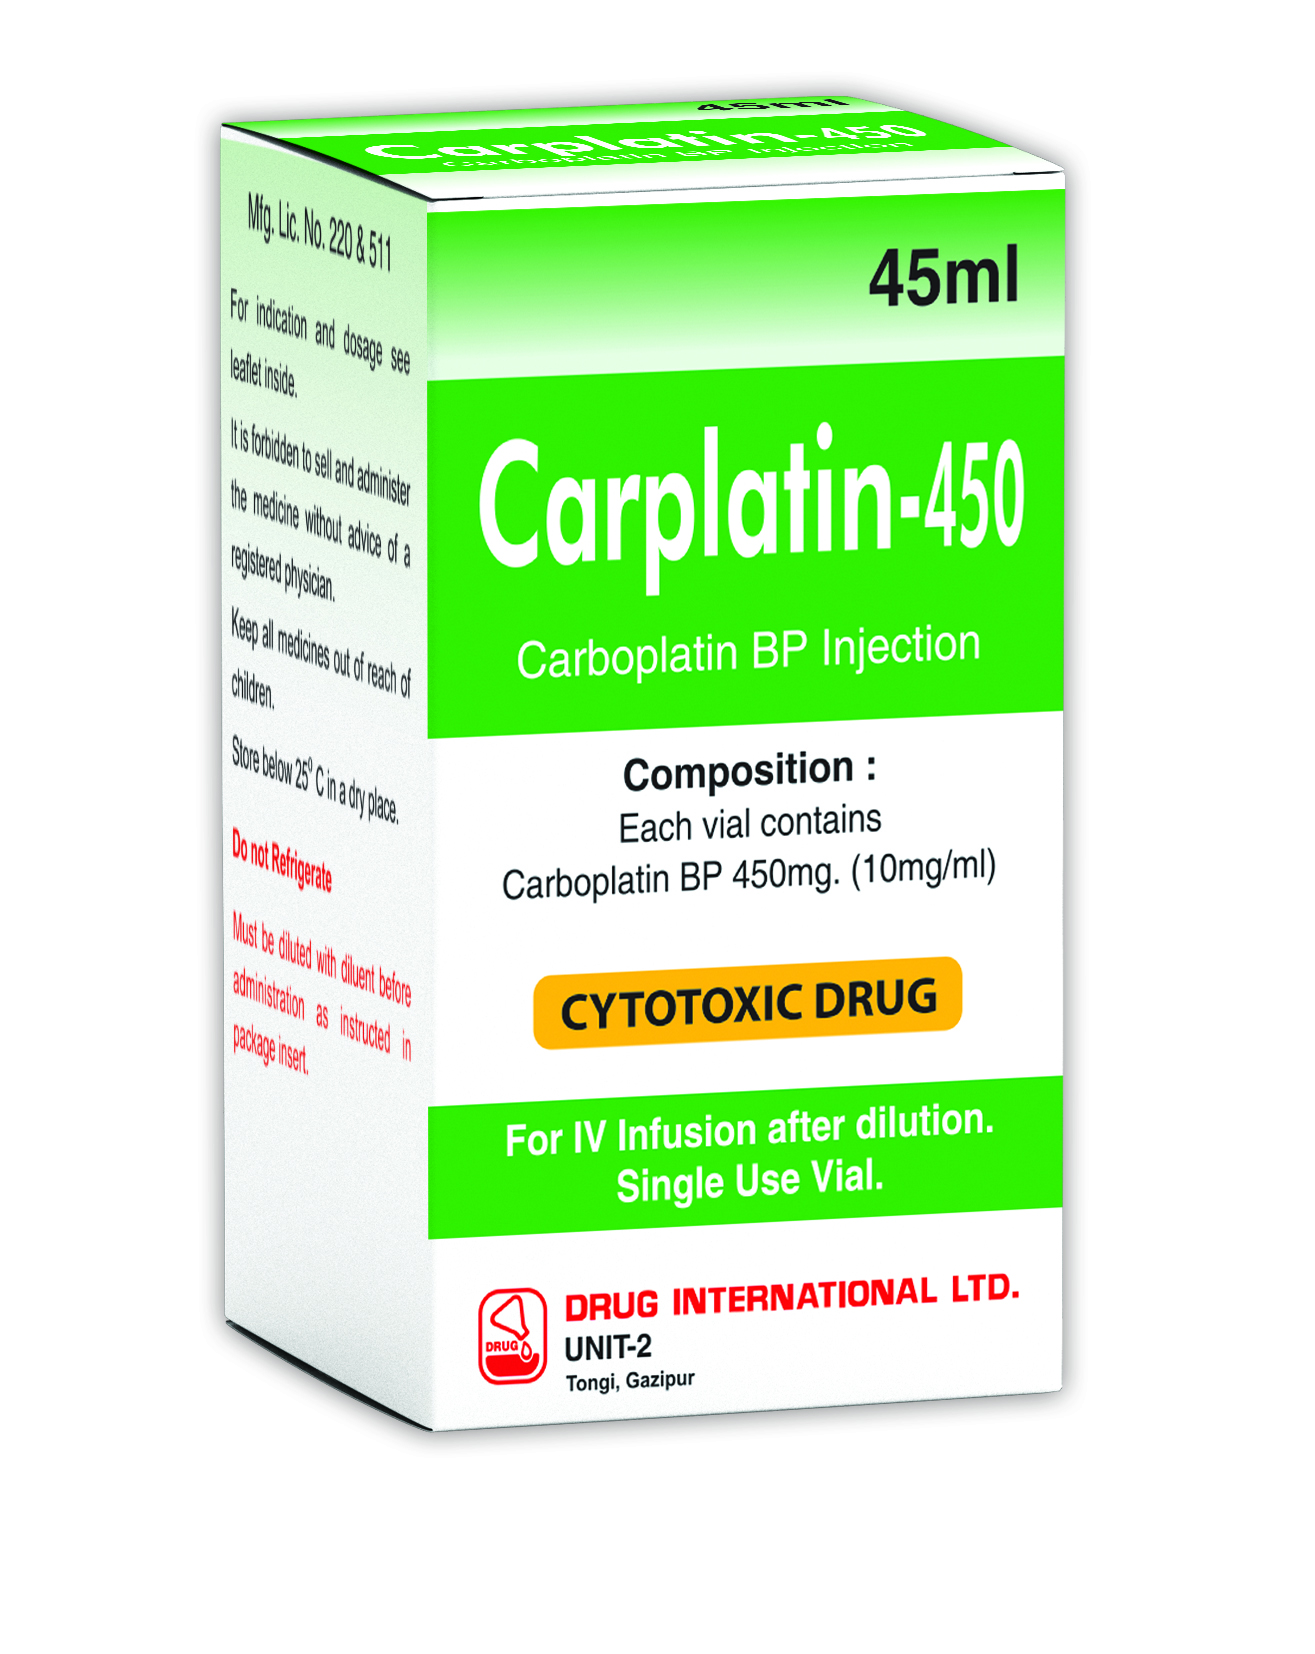 45ml
Carplatin-450
Carboplatin BP Injection
Mfg. Lic. No. 220 & 511
For indication and dosage see
leaflet inside.
It is forbidden to sell and administer
the medicine without advice of a
registered physician.
Keep all medicines out of reach of
children.
Store below 25⁰ C in a dry place.
Do not Refrigerate
Must be diluted with diluent before
administration as instructed in
package insert.
45ml
Carplatin-450
Carboplatin BP Injection
Composition :
Each vial contains
Carboplatin BP 450mg. (10mg/ml)
CYTOTOXIC DRUG
For IV Infusion after dilution.
Single Use Vial.
DRUG
DRUG INTERNATIONAL LTD.
UNIT-2
Tongi, Gazipur